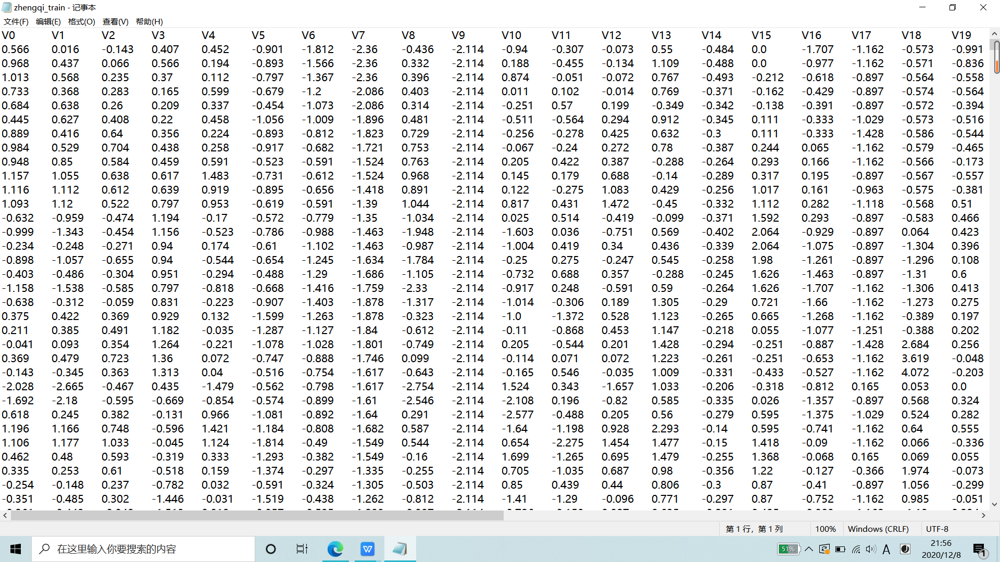 zhengqi_train - 记事本
文件(F) 编辑(E) 格式(O) 查看(V) 帮助(H)
V0 V1 V2 V3 V4 V5 V6 V7 V8 V9 V10 V11 V12 V13 V14 V15 V16 V17 V18 V19
0.566 0.016 -0.143 0.407 0.452 -0.901 -1.812 -2.36 -0.436 -2.114 -0.94 -0.307 -0.073 0.55 -0.484 0.0 -1.707 -1.162 -0.573 -0.991
0.968 0.437 0.066 0.566 0.194 -0.893 -1.566 -2.36 0.332 -2.114 0.188 -0.455 -0.134 1.109 -0.488 0.0 -0.977 -1.162 -0.571 -0.836
1.013 0.568 0.235 0.37 0.112 -0.797 -1.367 -2.36 0.396 -2.114 0.874 -0.051 -0.072 0.767 -0.493 -0.212 -0.618 -0.897 -0.564 -0.558
0.733 0.368 0.283 0.165 0.599 -0.679 -1.2 -2.086 0.403 -2.114 0.011 0.102 -0.014 0.769 -0.371 -0.162 -0.429 -0.897 -0.574 -0.564
0.684 0.638 0.26 0.209 0.337 -0.454 -1.073 -2.086 0.314 -2.114 -0.251 0.57 0.199 -0.349 -0.342 -0.138 -0.391 -0.897 -0.572 -0.394
0.445 0.627 0.408 0.22 0.458 -1.056 -1.009 -1.896 0.481 -2.114 -0.511 -0.564 0.294 0.912 -0.345 0.111 -0.333 -1.029 -0.573 -0.516
0.889 0.416 0.64 0.356 0.224 -0.893 -0.812 -1.823 0.729 -2.114 -0.256 -0.278 0.425 0.632 -0.3 0.111 -0.333 -1.428 -0.586 -0.544
0.984 0.529 0.704 0.438 0.258 -0.917 -0.682 -1.721 0.753 -2.114 -0.067 -0.24 0.272 0.78 -0.387 0.244 0.065 -1.162 -0.579 -0.465
0.948 0.85 0.584 0.459 0.591 -0.523 -0.591 -1.524 0.763 -2.114 0.205 0.422 0.387 -0.288 -0.264 0.293 0.166 -1.162 -0.566 -0.173
1.157 1.055 0.638 0.617 1.483 -0.731 -0.612 -1.524 0.968 -2.114 0.145 0.179 0.688 -0.14 -0.289 0.317 0.195 -0.897 -0.567 -0.557
1.116 1.112 0.612 0.639 0.919 -0.895 -0.656 -1.418 0.891 -2.114 0.122 -0.275 1.083 0.429 -0.256 1.017 0.161 -0.963 -0.575 -0.381
1.093 1.12 0.522 0.797 0.953 -0.619 -0.591 -1.39 1.044 -2.114 0.817 0.431 1.472 -0.45 -0.332 1.112 0.282 -1.118 -0.568 0.51
-0.632 -0.959 -0.474 1.194 -0.17 -0.572 -0.779 -1.35 -1.034 -2.114 0.025 0.514 -0.419 -0.099 -0.371 1.592 0.293 -0.897 -0.583 0.466
-0.999 -1.343 -0.454 1.156 -0.523 -0.786 -0.988 -1.463 -1.948 -2.114 -1.603 0.036 -0.751 0.569 -0.402 2.064 -0.929 -0.897 0.064 0.423
-0.234 -0.248 -0.271 0.94 0.174 -0.61 -1.102 -1.463 -0.987 -2.114 -1.004 0.419 0.34 0.436 -0.339 2.064 -1.075 -0.897 -1.304 0.396
-0.898 -1.057 -0.655 0.94 -0.544 -0.654 -1.245 -1.634 -1.784 -2.114 -0.25 0.275 -0.247 0.545 -0.258 1.98 -1.261 -0.897 -1.296 0.108
-0.403 -0.486 -0.304 0.951 -0.294 -0.488 -1.29 -1.686 -1.105 -2.114 -0.732 0.688 0.357 -0.288 -0.245 1.626 -1.463 -0.897 -1.31 0.6
-1.158 -1.538 -0.585 0.797 -0.818 -0.668 -1.416 -1.759 -2.33 -2.114 -0.917 0.248 -0.591 0.59 -0.264 1.626 -1.707 -1.162 -1.306 0.413
-0.638 -0.312 -0.059 0.831 -0.223 -0.907 -1.403 -1.878 -1.317 -2.114 -1.014 -0.306 0.189 1.305 -0.29 0.721 -1.66 -1.162 -1.273 0.275
0.375 0.422 0.369 0.929 0.132 -1.599 -1.263 -1.878 -0.323 -2.114 -1.0 -1.372 0.528 1.123 -0.265 0.665 -1.268 -1.162 -0.389 0.197
0.211 0.385 0.491 1.182 -0.035 -1.287 -1.127 -1.84 -0.612 -2.114 -0.11 -0.868 0.453 1.147 -0.218 0.055 -1.077 -1.251 -0.388 0.202
-0.041 0.093 0.354 1.264 -0.221 -1.078 -1.028 -1.801 -0.749 -2.114 0.205 -0.544 0.201 1.428 -0.294 -0.251 -0.887 -1.428 2.684 0.256
0.369 0.479 0.723 1.36 0.072 -0.747 -0.888 -1.746 0.099 -2.114 -0.114 0.071 0.072 1.223 -0.261 -0.251 -0.653 -1.162 3.619 -0.048
-0.143 -0.345 0.363 1.313 0.04 -0.516 -0.754 -1.617 -0.643 -2.114 -0.165 0.546 -0.035 1.009 -0.331 -0.433 -0.527 -1.162 4.072 -0.203
-2.028 -2.665 -0.467 0.435 -1.479 -0.562 -0.798 -1.617 -2.754 -2.114 1.524 0.343 -1.657 1.033 -0.206 -0.318 -0.812 0.165 0.053 0.0
-1.692 -2.18 -0.595 -0.669 -0.854 -0.574 -0.899 -1.61 -2.546 -2.114 -2.108 0.196 -0.82 0.585 -0.335 0.026 -1.357 -0.897 0.568 0.324
0.618 0.245 0.382 -0.131 0.966 -1.081 -0.892 -1.64 0.291 -2.114 -2.577 -0.488 0.205 0.56 -0.279 0.595 -1.375 -1.029 0.524 0.282
1.196 1.166 0.748 -0.596 1.421 -1.184 -0.808 -1.682 0.587 -2.114 -1.64 -1.198 0.928 2.293 -0.14 0.595 -0.741 -1.162 0.64 0.555
1.106 1.177 1.033 -0.045 1.124 -1.814 -0.49 -1.549 0.544 -2.114 0.654 -2.275 1.454 1.477 -0.15 1.418 -0.09 -1.162 0.066 -0.336
0.462 0.48 0.593 -0.319 0.333 -1.293 -0.382 -1.549 -0.16 -2.114 1.699 -1.265 0.695 1.479 -0.255 1.368 -0.068 0.165 0.069 0.055
0.335 0.253 0.61 -0.518 0.159 -1.374 -0.297 -1.335 -0.255 -2.114 0.705 -1.035 0.687 0.98 -0.356 1.22 -0.127 -0.366 1.974 -0.073
-0.254 -0.148 0.237 -0.782 0.032 -0.591 -0.324 -1.305 -0.503 -2.114 0.85 0.439 0.44 0.806 -0.3 0.87 -0.41 -0.897 1.056 -0.299
-0.351 -0.485 0.302 -1.446 -0.031 -1.519 -0.438 -1.262 -0.812 -2.114 -1.41 -1.29 -0.096 0.771 -0.297 0.87 -0.752 -1.162 0.985 -0.051
第 1 行，第 1 列 100% Windows (CRLF) UTF-8
在这里输入你要搜索的内容
51%
A
21:56
2020/12/8
1